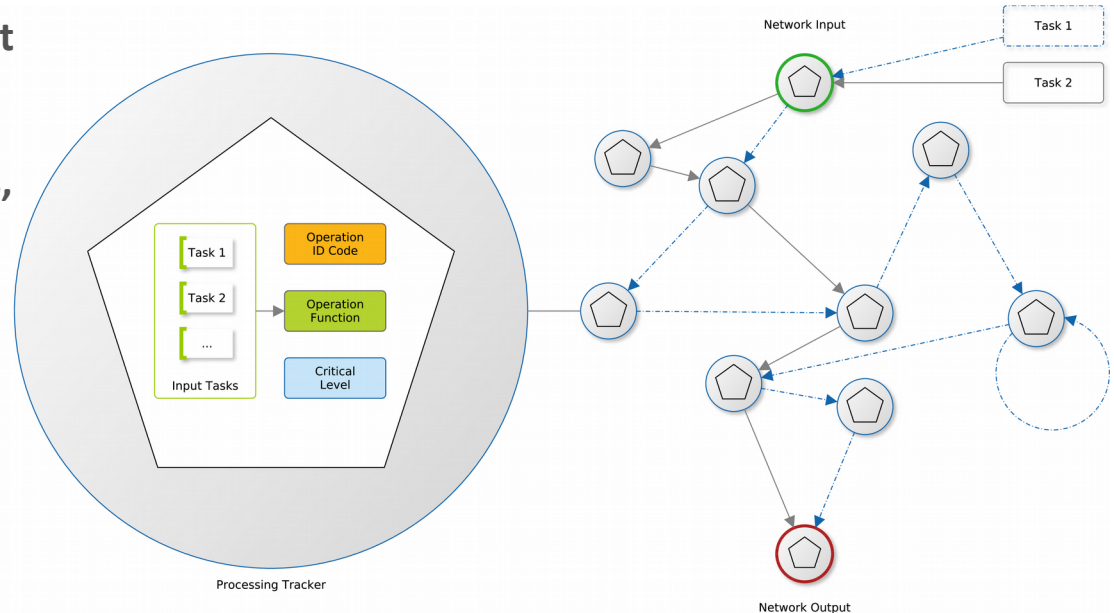 t
,
Network Input
Task 1
Task 2
Task 1
Task 2
...
Input Tasks
Operation
ID Code
Operation
Function
Critical
Level
Processing Tracker
Network Output